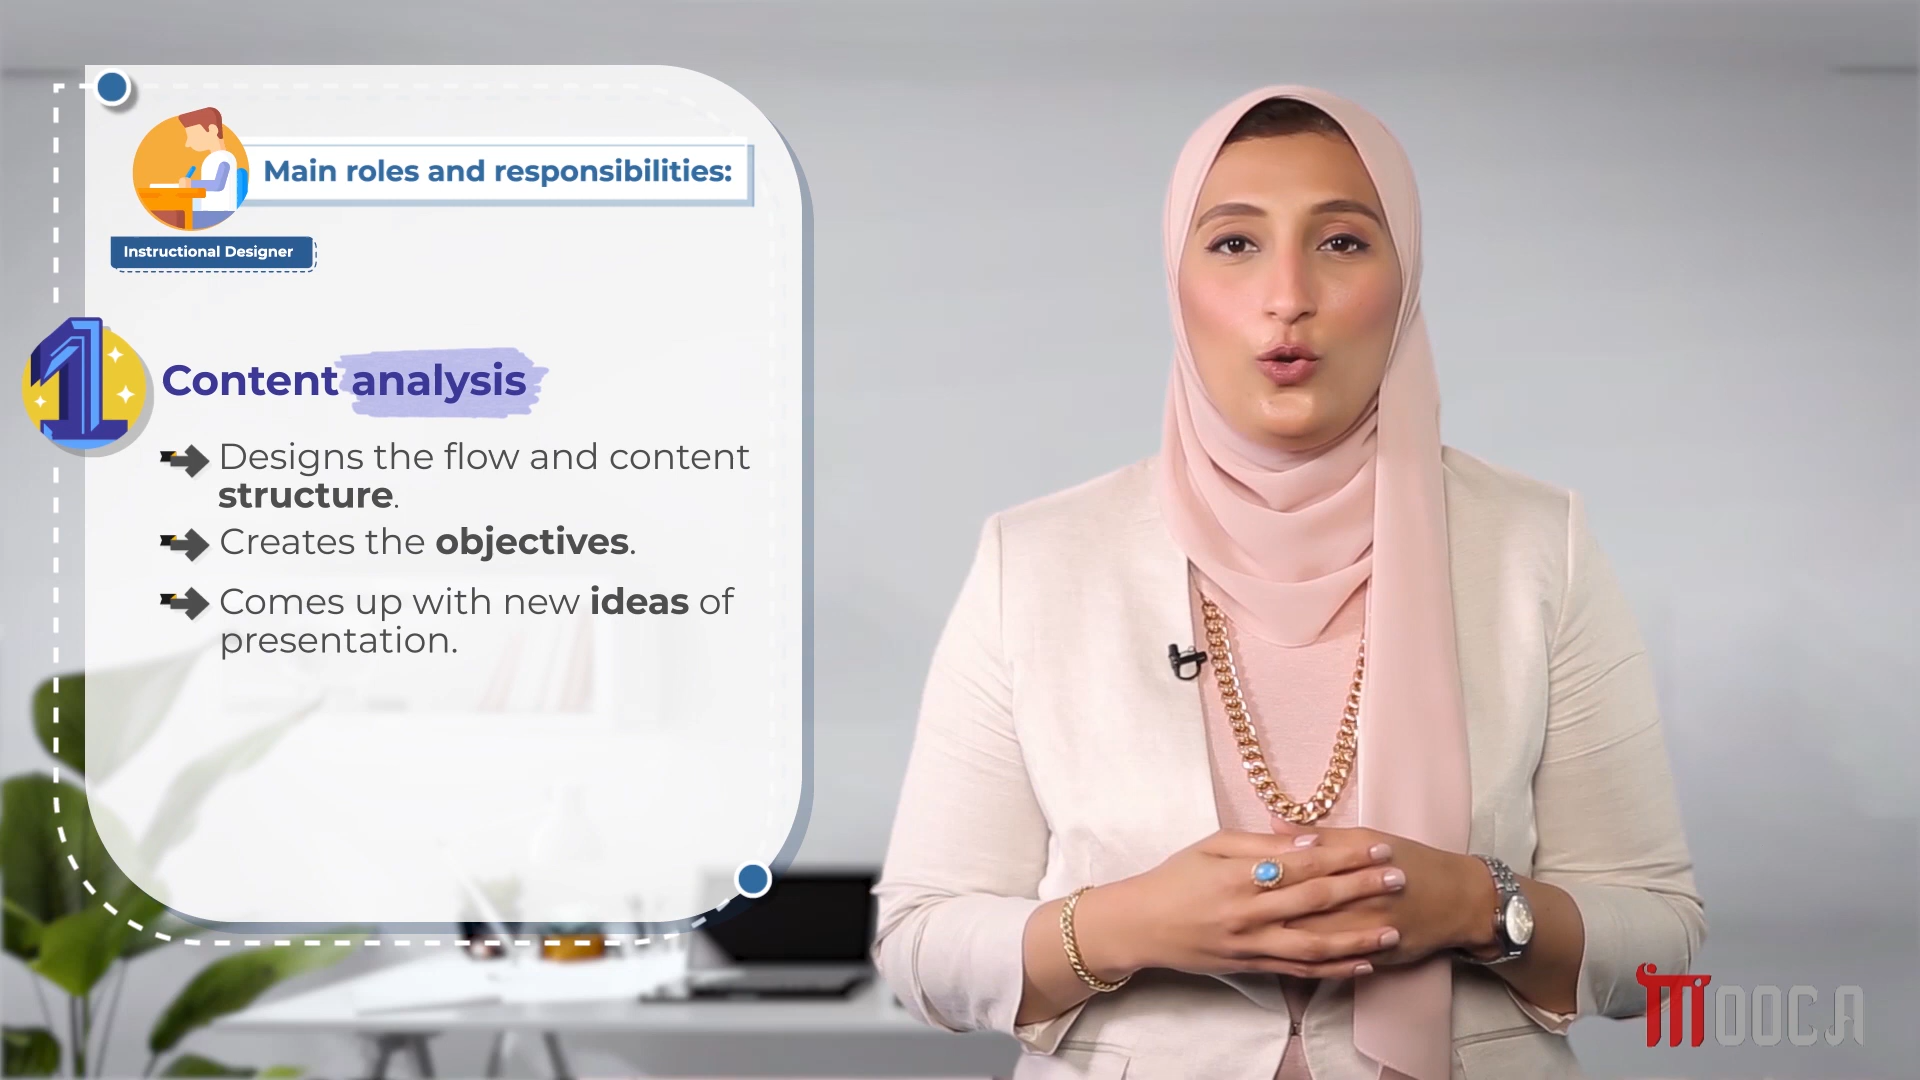 Main roles and responsibilities:
Instructional Designer
1
Content analysis
Designs the flow and content
structure.
Creates the objectives.
Comes up with new ideas of
presentation.
MOOCA